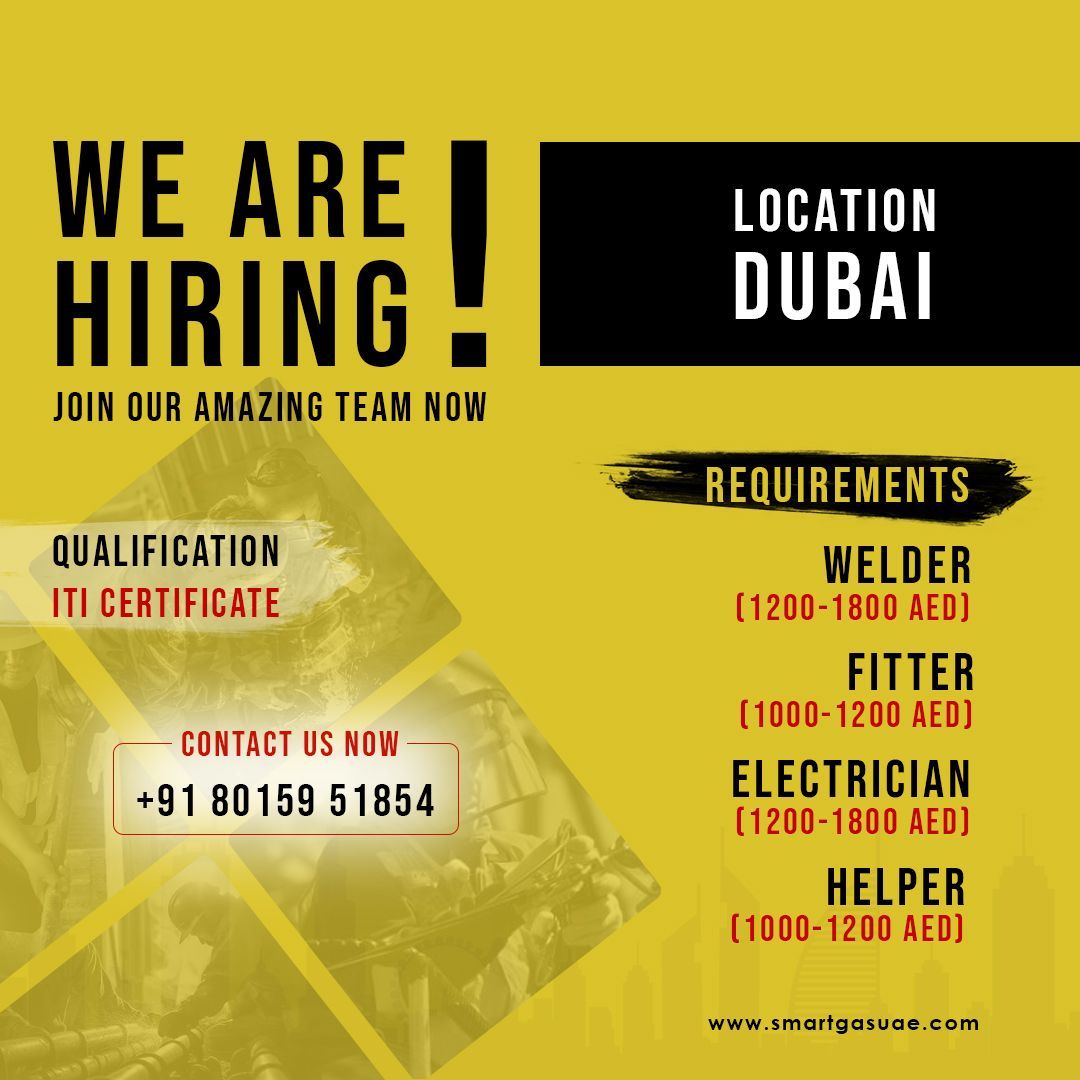 WE ARE
HIRING!
JOIN OUR AMAZING TEAM NOW
LOCATION
DUBAI
QUALIFICATION
ITI CERTIFICATE
CONTACT US NOW
+91 80159 51854
REQUIREMENTS
WELDER
(1200-1800 AED)
FITTER
(1000-1200 AED)
ELECTRICIAN
(1200-1800 AED)
HELPER
(1000-1200 AED)
www.smartgasuae.com